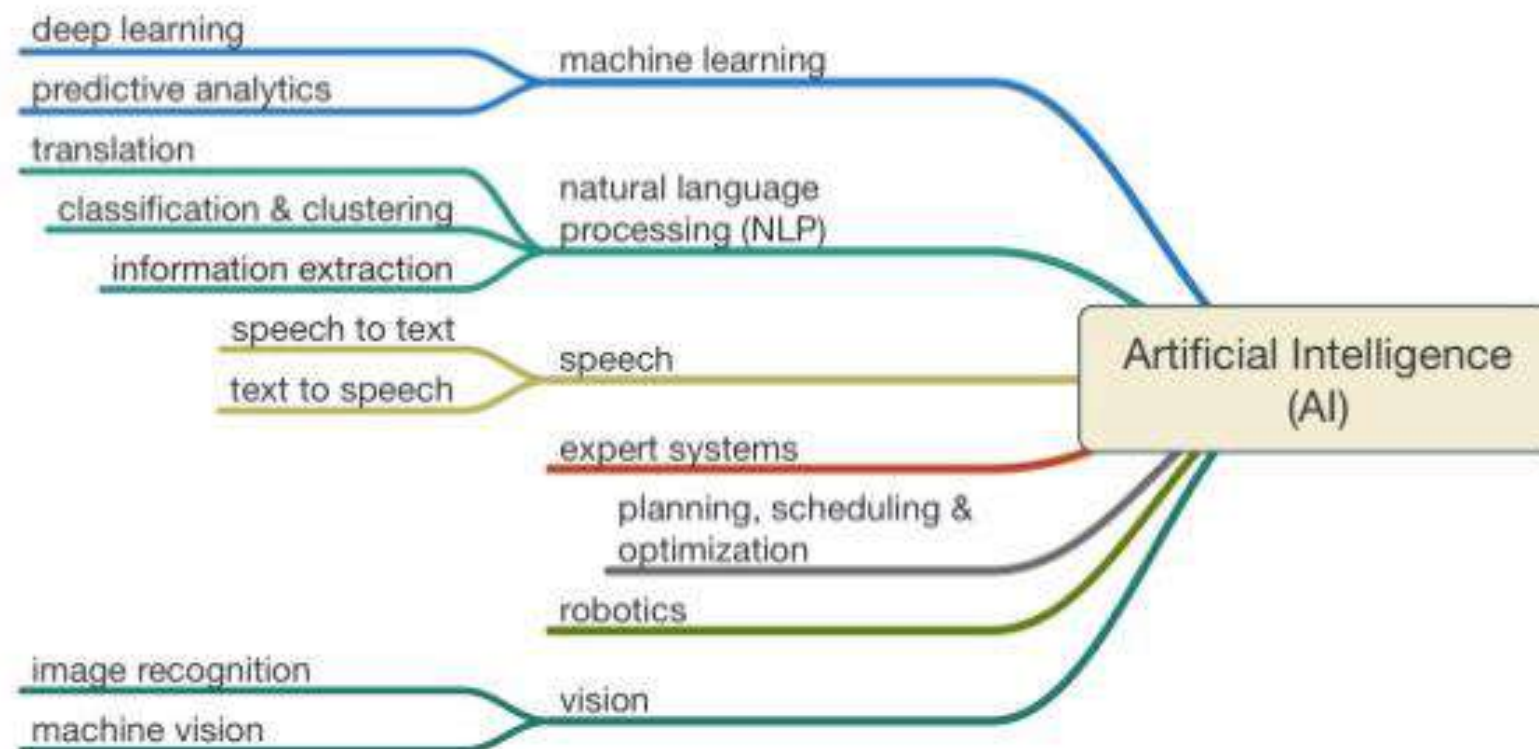 deep learning
machine learning
predictive analytics
translation
natural language
processing (NLP)
classification & clustering
information extraction
speech to text
speech
text to speech
Artificial Intelligence
(AI)
expert systems
planning, scheduling &
optimization
robotics
image recognition
vision
machine vision